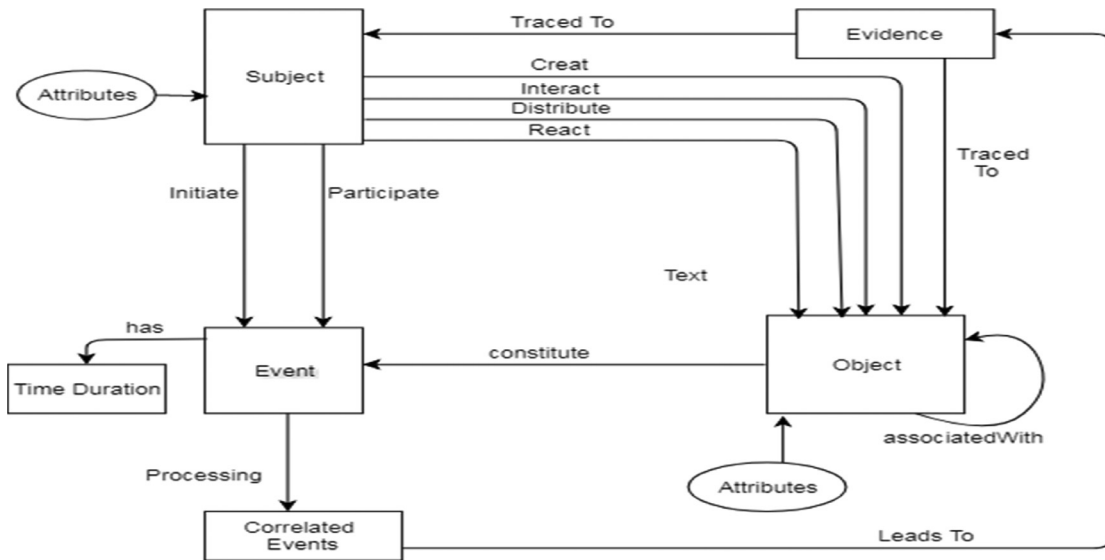 Traced To
Evidence
Subject
Creat
Attributes
Interact
Distribute
React
Traced
To
Initiate
Participate
Text
has
constitute
Time Duration
Event
Object
associatedWith
Processing
Attributes
Correlated
Events
Leads To